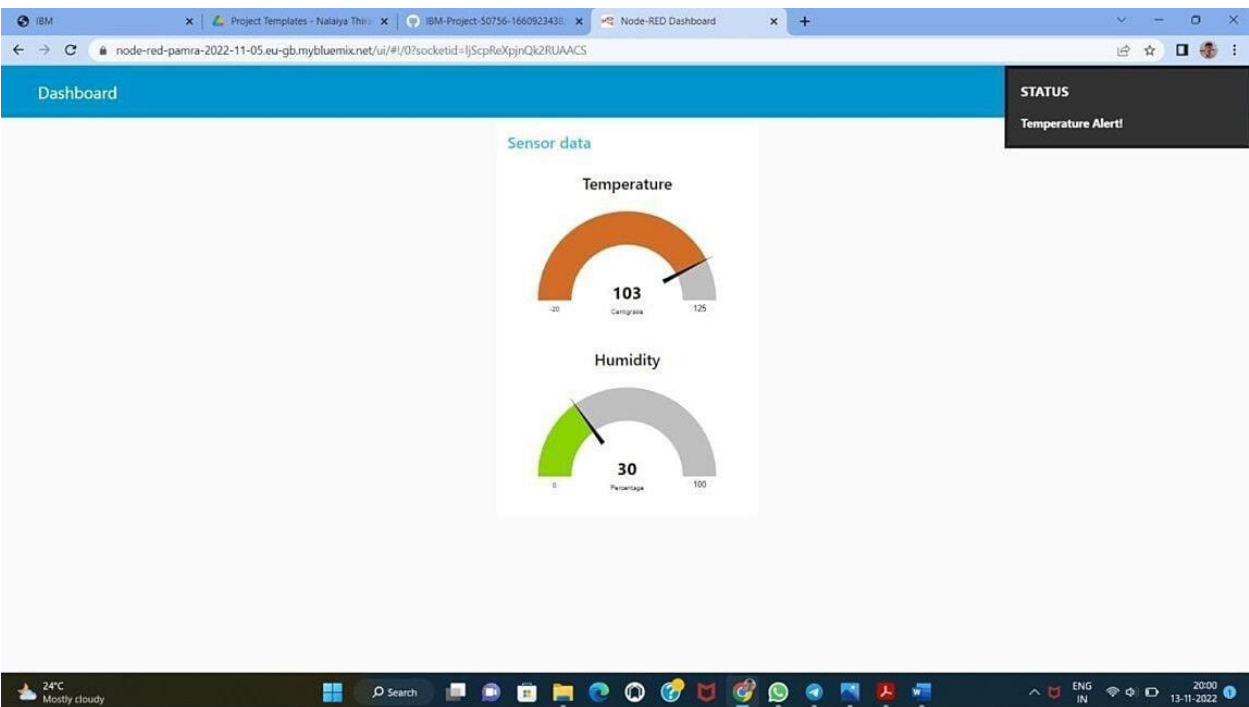 IBM
Project Templates - Nalaiya Thira
IBM-Project-50756-1660923438
Node-RED Dashboard
node-red-pamra-2022-11-05.eu-gb.mybluemix.net/ui/#!/0?socketid=
Dashboard
STATUS
Temperature Alert!
Sensor data
Temperature
103
-20
Centigrade
125
Humidity
30
0
Percentage
100
24°C
Mostly cloudy
Search
ENG
IN
20:00
13-11-2022